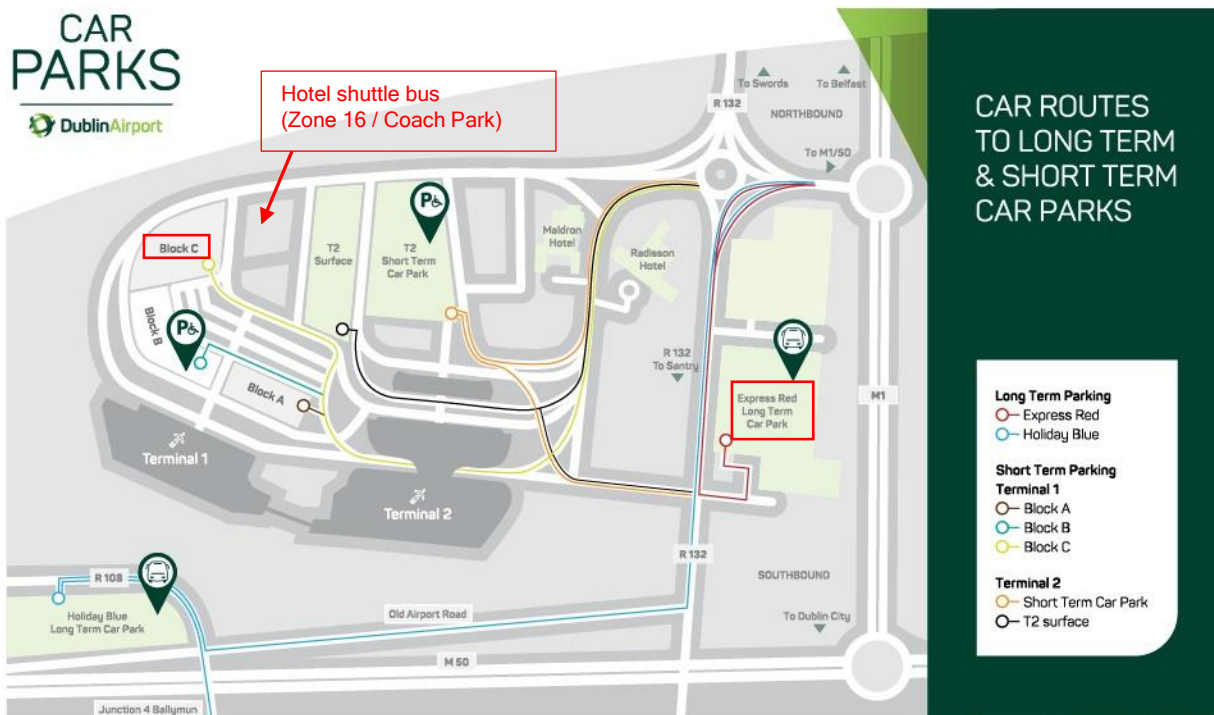 CAR
PARKS
DublinAirport
Hotel shuttle bus
(Zone 16 / Coach Park)
To Swords
To Belfast
R 132
NORTHBOUND
To M1/50
CAR ROUTES
TO LONG TERM
& SHORT TERM
CAR PARKS
P
Block C
T2
Surface
T2
Short Term
Car Park
Maldron
Hotel
Radisson
Hotel
Block B
P
Block A
R 132
To Santry
Express Red
Long Term
Car Park
M1
Terminal 1
Terminal 2
R 132
SOUTHBOUND
R 108
Holiday Blue
Long Term Car Park
Old Airport Road
To Dublin City
M 50
Junction 4 Ballymun
Long Term Parking
Express Red
Holiday Blue
Short Term Parking
Terminal 1
Block A
Block B
Block C
Terminal 2
Short Term Car Park
T2 surface